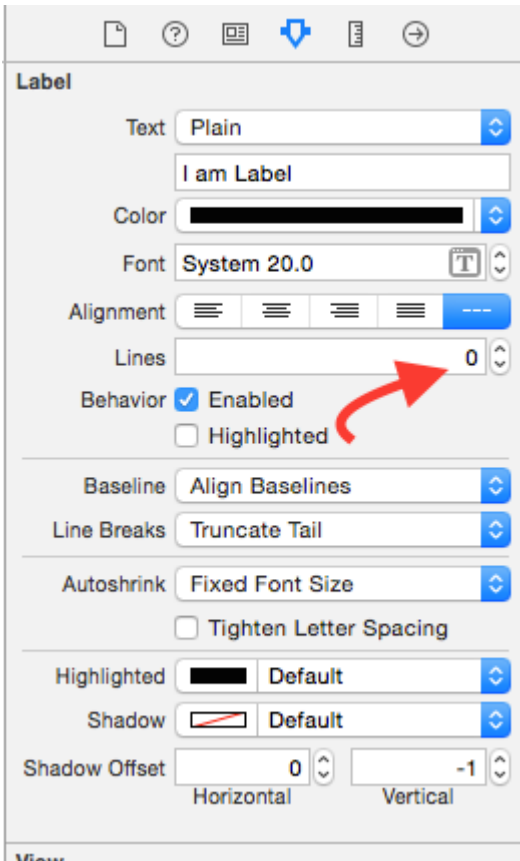 Label
Text Plain
I am Label
Color
Font System 20.0 T
Alignment ---
Lines 0
Behavior Enabled
Highlighted
Baseline Align Baselines
Line Breaks Truncate Tail
Autoshrink Fixed Font Size
Tighten Letter Spacing
Highlighted Default
Shadow Default
Shadow Offset 0 -1
Horizontal Vertical
View